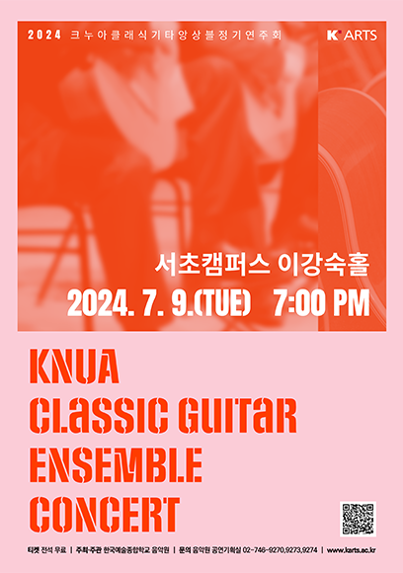 2024 크누아클래식기타앙상블정기연주회
K ARTS
서초캠퍼스 이강숙홀
2024. 7. 9.(TUE) 7:00 PM
KNUA
CLASSIC GUITAR
ENSEMBLE
CONCERT
티켓 전석 무료 | 주최·주관 한국예술종합학교 음악원 | 문의 음악원 공연기획실 02-746-9270,9273,9274 | www.karts.ac.kr